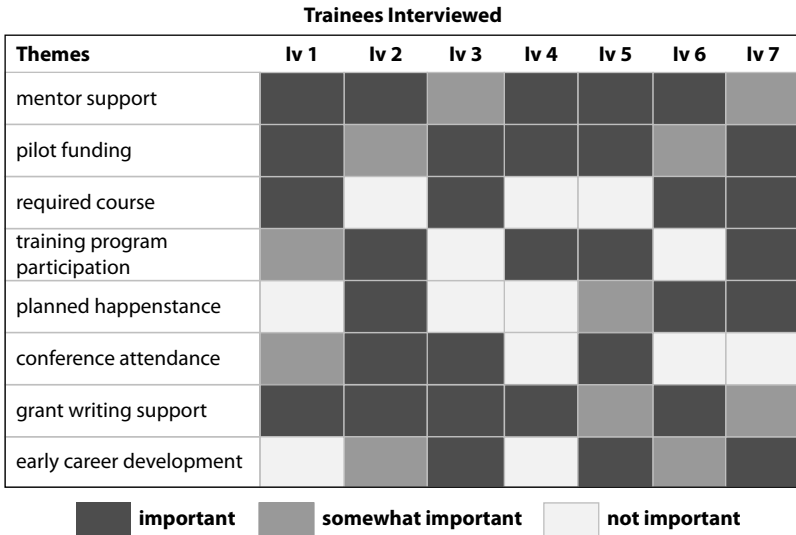 Trainees Interviewed
Themes Iv 1 Iv 2 Iv 3 Iv 4 Iv 5 Iv 6 Iv 7
mentor support
pilot funding
required course
training program
participation
planned happenstance
conference attendance
grant writing support
early career development
important somewhat important not important